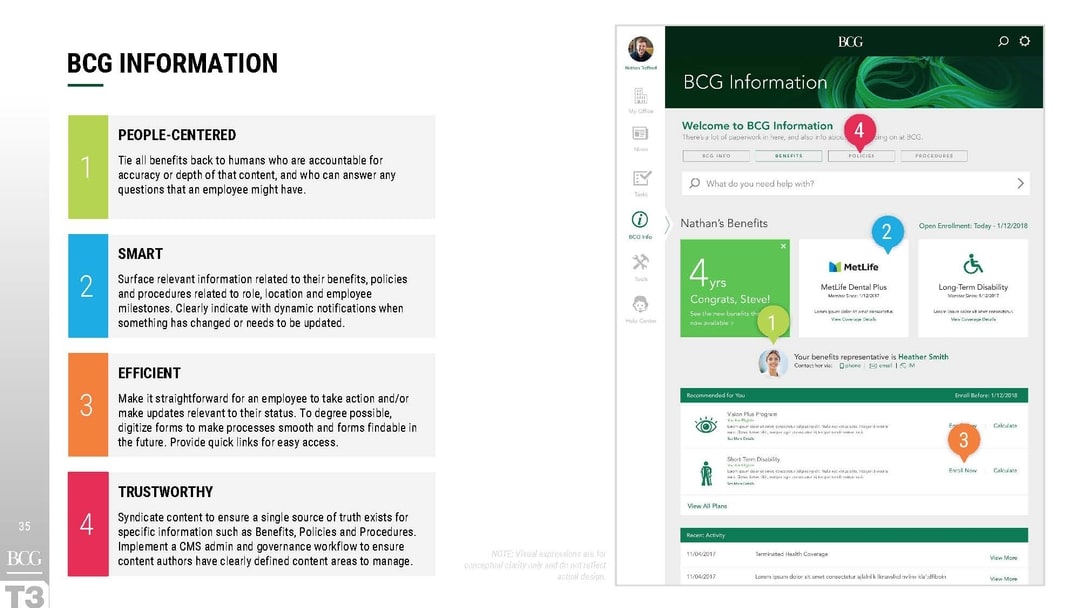 BCG INFORMATION
1
PEOPLE-CENTERED
Tie all benefits back to humans who are accountable for
accuracy or depth of that content, and who can answer any
questions that an employee might have.
2
SMART
Surface relevant information related to their benefits, policies
and procedures related to role, location and employee
milestones. Clearly indicate with dynamic notifications when
something has changed or needs to be updated.
3
EFFICIENT
Make it straightforward for an employee to take action and/or
make updates relevant to their status. To degree possible,
digitize forms to make processes smooth and forms findable in
the future. Provide quick links for easy access.
4
TRUSTWORTHY
Syndicate content to ensure a single source of truth exists for
specific information such as Benefits, Policies and Procedures.
Implement a CMS admin and governance workflow to ensure
content authors have clearly defined content areas to manage.
35
BCG
T3
NOTE: Visual expressions are for
conceptual clarity only and do not reflect
actual design.
Nathan
My Office
News
Tasks
BCG Info
Tools
Help Center
BCG
BCG Information
Welcome to BCG Information
There's a lot of paperwork in here, and also info on at BCG.
4
BCG INFO
BENEFITS
POLICIES
PROCEDURES
What do you need help with?
Nathan's Benefits
2
Open Enrollment: Today - 1/12/2018
4 yrs
Congrats, Steve!
See the new benefits
now available >
1
MetLife
MetLife Dental Plus
Member Since: 1/12/2017
Lorem ipsum dolor sit amet consectetur.
View Coverage Details
Long-Term Disability
Member Since: 1/12/2017
Lorem ipsum dolor sit amet, consectetur.
View Coverage Details
Your benefits representative is Heather Smith
Contact her via: phone | email | IM
Recommended for You
Enroll Before: 1/12/2018
Vision Plus Program
See More Details
Calculate
3
Short Term Disability
See More Details
Enroll Now
Calculate
View All Plans
Recent Activity
11/04/2017
Terminated Health Coverage
View More
11/04/2017
Lorem ipsum dolor sit amet, consectetur
View More